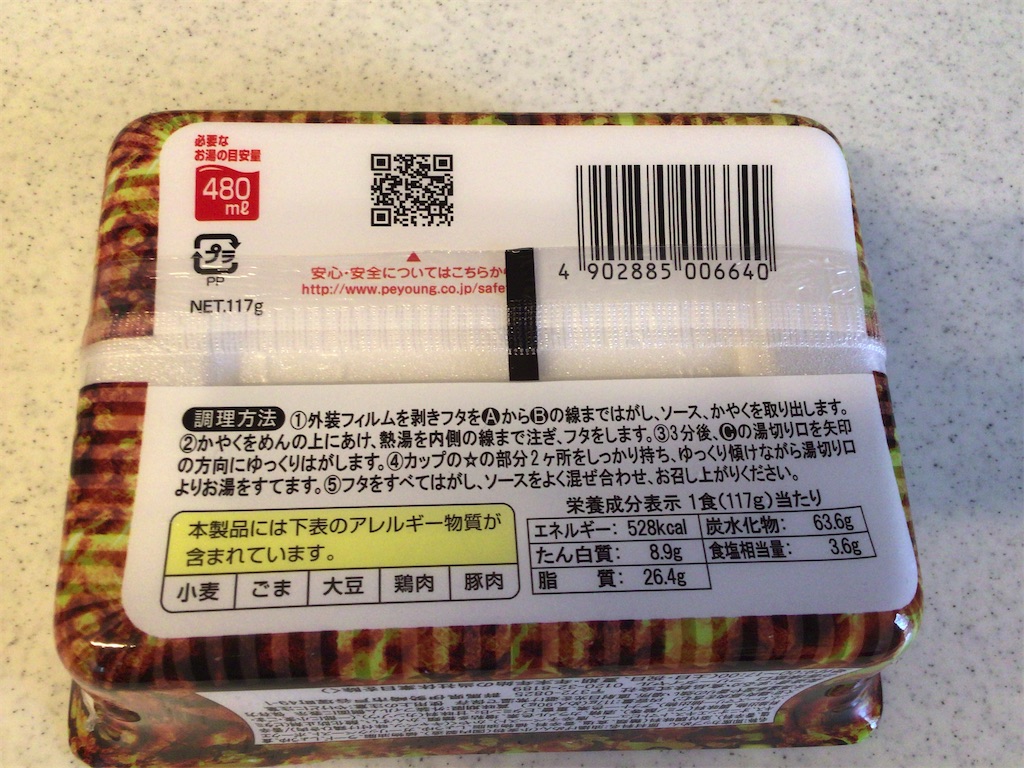 必要な
お湯の目安量
480
mℓ
プラ
PP
NET.117g
安心・安全についてはこちらか
http://www.peyoung.co.jp/safe
4 902885 006640
調理方法 ①外装フィルムを剥きフタをⒶからⒷの線まではがし、ソース、かやくを取り出します。
②かやくをめんの上にあけ、熱湯を内側の線まで注ぎ、フタをします。③3分後、Ⓒの湯切り口を矢印
の方向にゆっくりはがします。④カップの☆の部分2ヶ所をしっかり持ち、ゆっくり傾けながら湯切り口
よりお湯をすてます。⑤フタをすべてはがし、ソースをよく混ぜ合わせ、お召し上がりください。
本製品には下表のアレルギー物質が
含まれています。
小麦 ごま 大豆 鶏肉 豚肉
栄養成分表示 1食(117g)当たり
エネルギー: 528kcal 炭水化物: 63.6g
たん白質: 8.9g 食塩相当量: 3.6g
脂 質: 26.4g